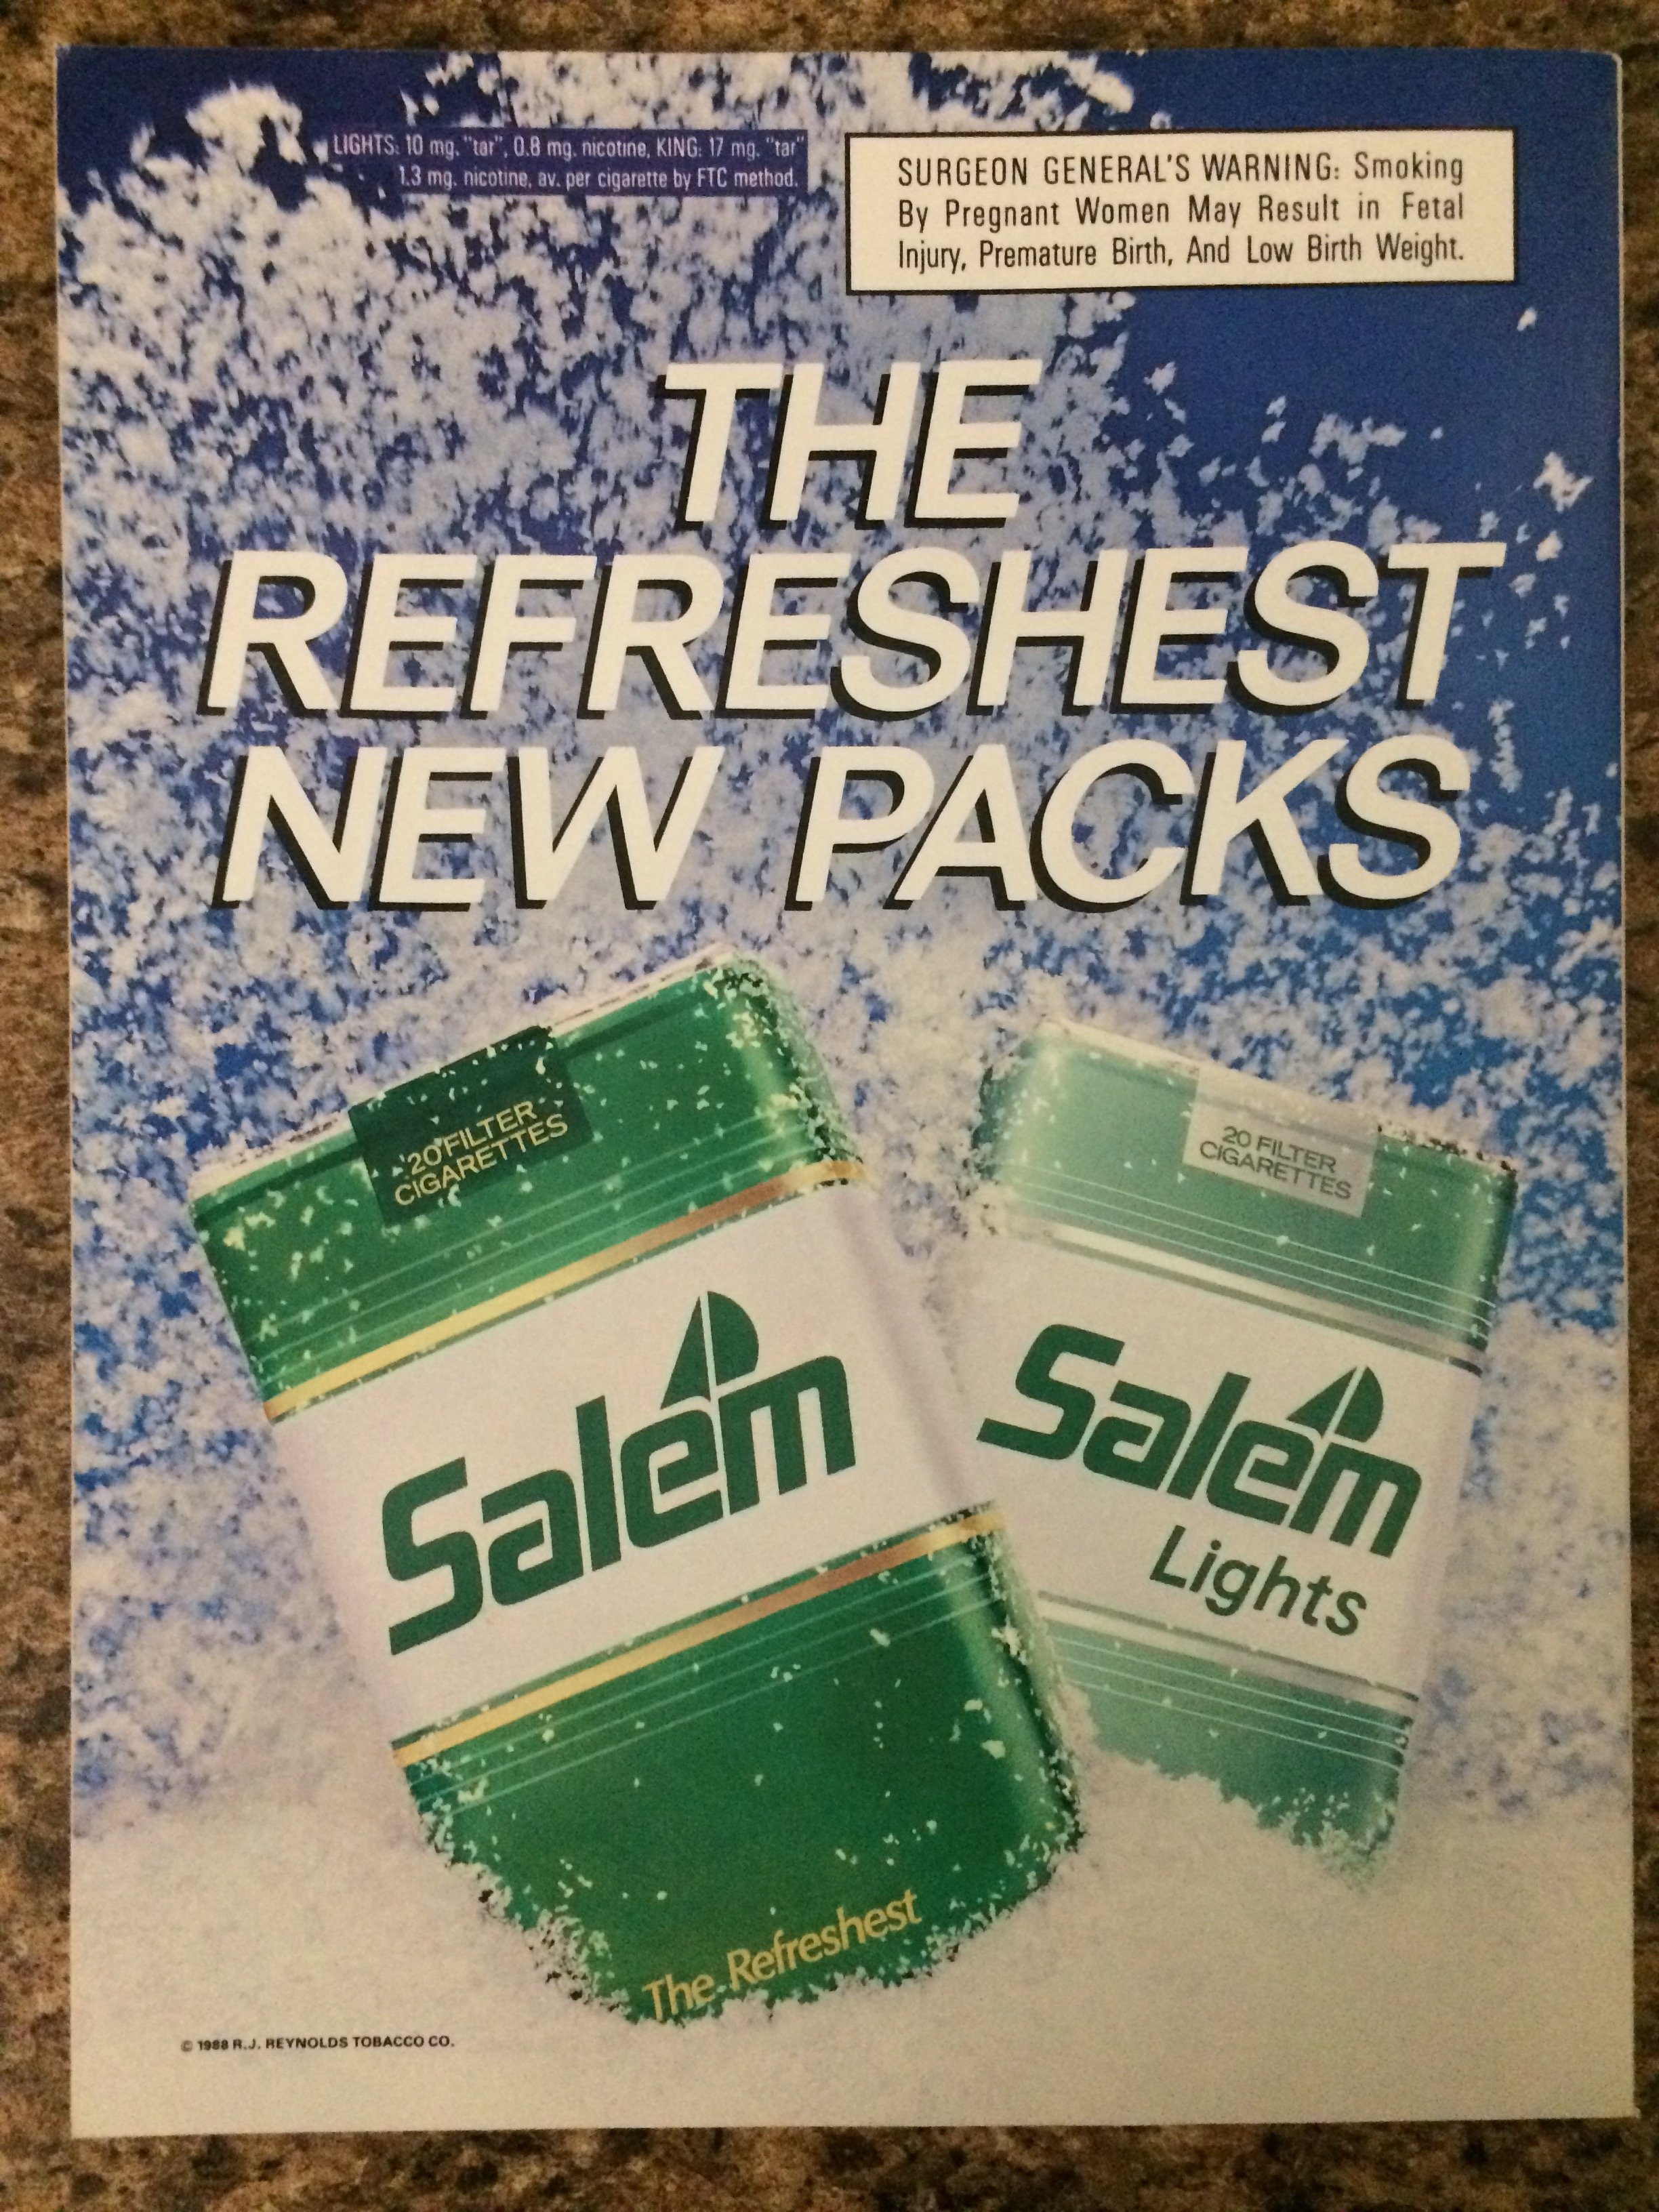 LIGHTS: 10 mg. "tar", 0.8 mg. nicotine, KING: 17 mg. "tar"
1.3 mg. nicotine, av. per cigarette by FTC method.
SURGEON GENERAL'S WARNING: Smoking
By Pregnant Women May Result in Fetal
Injury, Premature Birth, And Low Birth Weight.
THE
REFRESHEST
NEW PACKS
20 FILTER
CIGARETTES
Salem
The Refreshest
20 FILTER
CIGARETTES
Salem
Lights
© 1988 R.J. REYNOLDS TOBACCO CO.